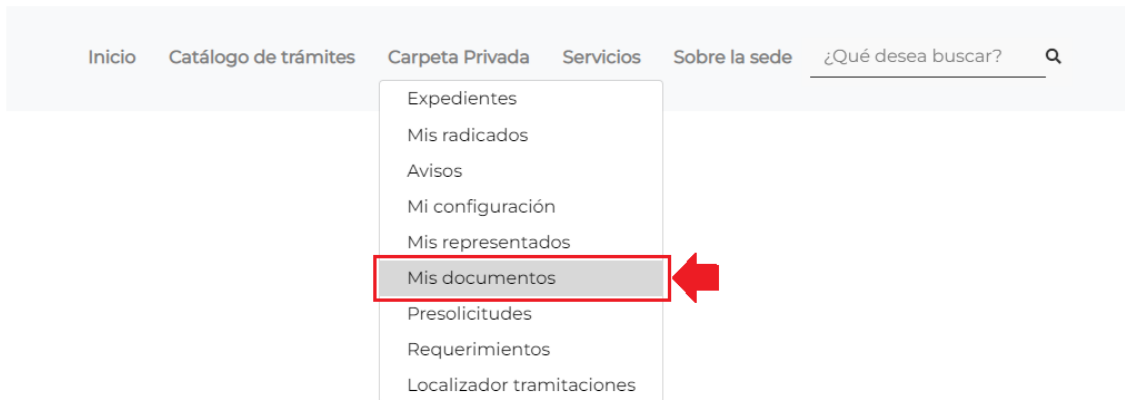 Inicio Catálogo de trámites Carpeta Privada Servicios Sobre la sede ¿Qué desea buscar?
Expedientes
Mis radicados
Avisos
Mi configuración
Mis representados
Mis documentos
Presolicitudes
Requerimientos
Localizador tramitaciones